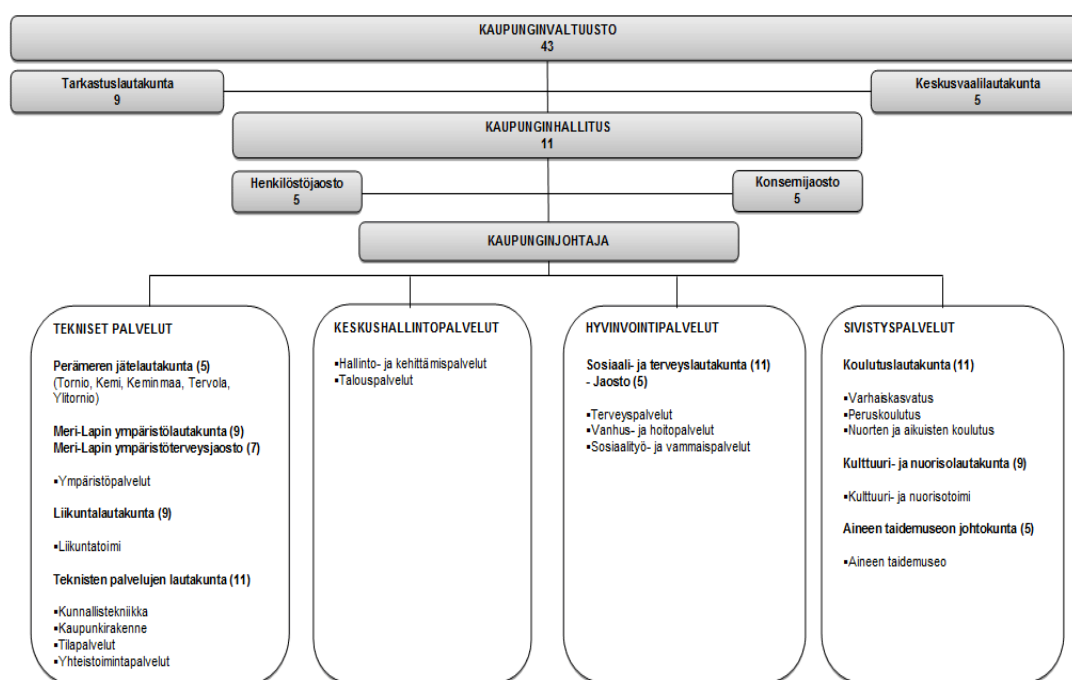 KAUPUNGINVALTUUSTO
43
Tarkastuslautakunta
9
Keskusvaalilautakunta
5
KAUPUNGINHALLITUS
11
Henkilöstöjaosto
5
Konsernijaosto
5
KAUPUNGINJOHTAJA
TEKNISET PALVELUT
Perämeren jätelautakunta (5)
(Tornio, Kemi, Keminmaa, Tervola,
Ylitornio)
Meri-Lapin ympäristölautakunta (9)
Meri-Lapin ympäristöterveysjaosto (7)
▪Ympäristöpalvelut
Liikuntalautakunta (9)
▪Liikuntatoimi
Teknisten palvelujen lautakunta (11)
▪Kunnallistekniikka
▪Kaupunkirakenne
▪Tilapalvelut
▪Yhteistoimintapalvelut
KESKUSHALLINTOPALVELUT
▪Hallinto- ja kehittämispalvelut
▪Talouspalvelut
HYVINVOINTIPALVELUT
Sosiaali- ja terveyslautakunta (11)
- Jaosto (5)
▪Terveyspalvelut
▪Vanhus- ja hoitopalvelut
▪Sosiaalityö- ja vammaispalvelut
SIVISTYSPALVELUT
Koulutuslautakunta (11)
▪Varhaiskasvatus
▪Peruskoulutus
▪Nuorten ja aikuisten koulutus
Kulttuuri- ja nuorisolautakunta (9)
▪Kulttuuri- ja nuorisotoimi
Aineen taidemuseon johtokunta (5)
▪Aineen taidemuseo